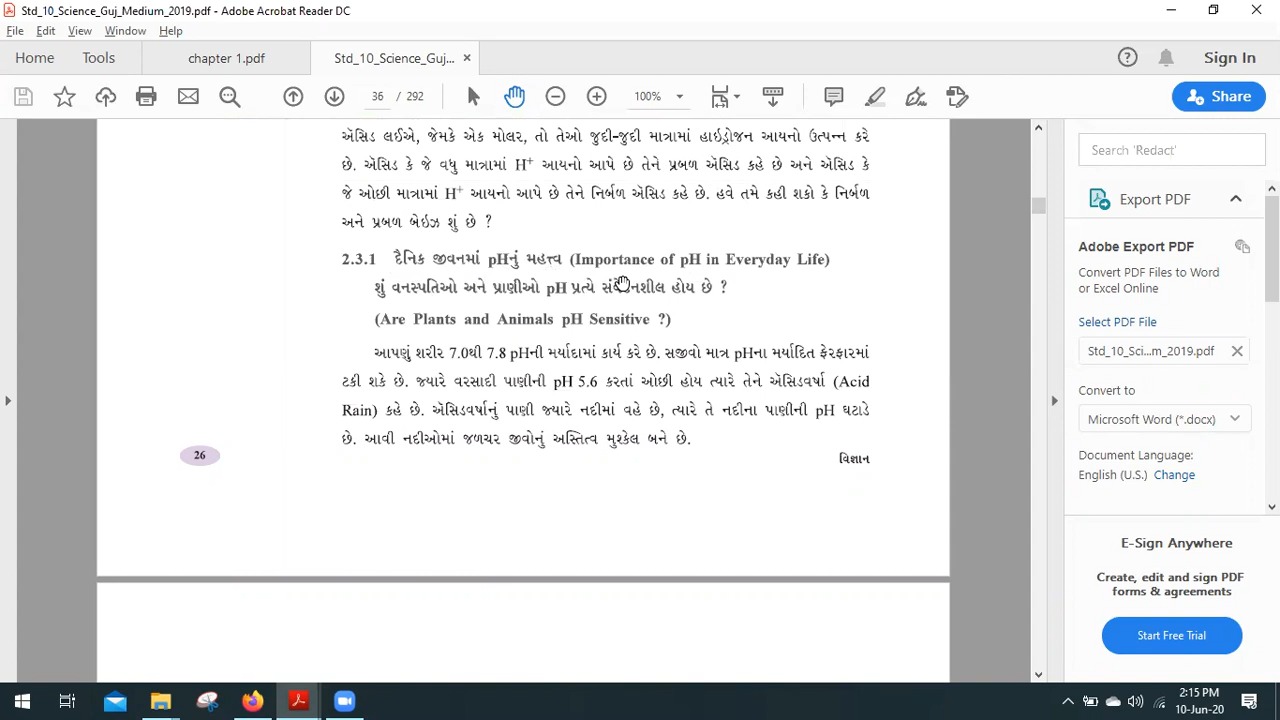 Std_10_Science_Guj_Medium_2019.pdf - Adobe Acrobat Reader DC
File Edit View Window Help
Home Tools chapter 1.pdf Std_10_Science_Guj... × Sign In
36 / 292 100% Share
ઍસિડ લઈએ, જેમકે એક મોલર, તો તેઓ જુદી-જુદી માત્રામાં હાઇડ્રોજન આયનો ઉત્પન્ન કરે
છે. ઍસિડ કે જે વધુ માત્રામાં H⁺ આયનો આપે છે તેને પ્રબળ ઍસિડ કહે છે અને ઍસિડ કે
જે ઓછી માત્રામાં H⁺ આયનો આપે છે તેને નિર્બળ ઍસિડ કહે છે. હવે તમે કહી શકો કે નિર્બળ
અને પ્રબળ બેઇઝ શું છે ?
2.3.1 દૈનિક જીવનમાં pHનું મહત્ત્વ (Importance of pH in Everyday Life)
શું વનસ્પતિઓ અને પ્રાણીઓ pH પ્રત્યે હોય છે ?
(Are Plants and Animals pH Sensitive ?)
આપણું શરીર 7.0થી 7.8 pHની મર્યાદામાં કાર્ય કરે છે. સજીવો માત્ર pHના મર્યાદિત ફેરફારમાં
ટકી શકે છે. જ્યારે વરસાદી પાણીની pH 5.6 કરતાં ઓછી હોય ત્યારે તેને ઍસિડવર્ષા (Acid
Rain) કહે છે. ઍસિડવર્ષાનું પાણી જ્યારે નદીમાં વહે છે, ત્યારે તે નદીના પાણીની pH ઘટાડે
છે. આવી નદીઓમાં જળચર જીવોનું અસ્તિત્વ મુશ્કેલ બને છે.
26
વિજ્ઞાન
Search 'Redact'
Export PDF
Adobe Export PDF
Convert PDF Files to Word
or Excel Online
Select PDF File
Std_10_Sci...m_2019.pdf ×
Convert to
Microsoft Word (*.docx)
Document Language:
English (U.S.) Change
E-Sign Anywhere
Create, edit and sign PDF
forms & agreements
Start Free Trial
2:15 PM
10-Jun-20